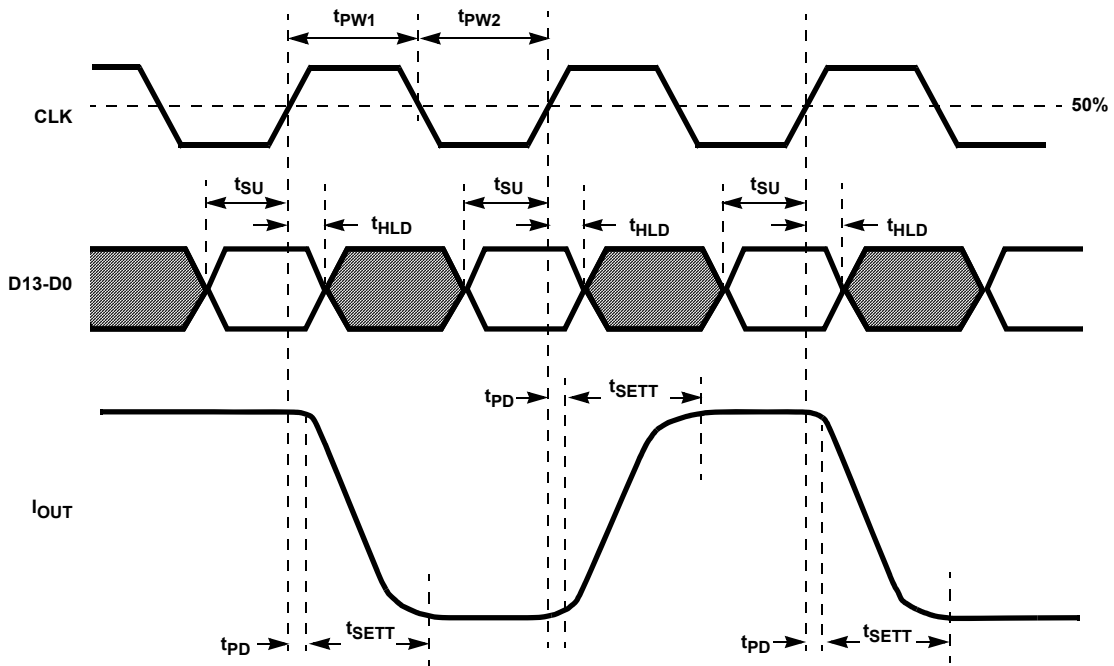 tPW1 tPW2
CLK
50%
tSU tSU tSU
tHLD tHLD tHLD
D13-D0
tPD tSETT
IOUT
tPD tSETT tPD tSETT